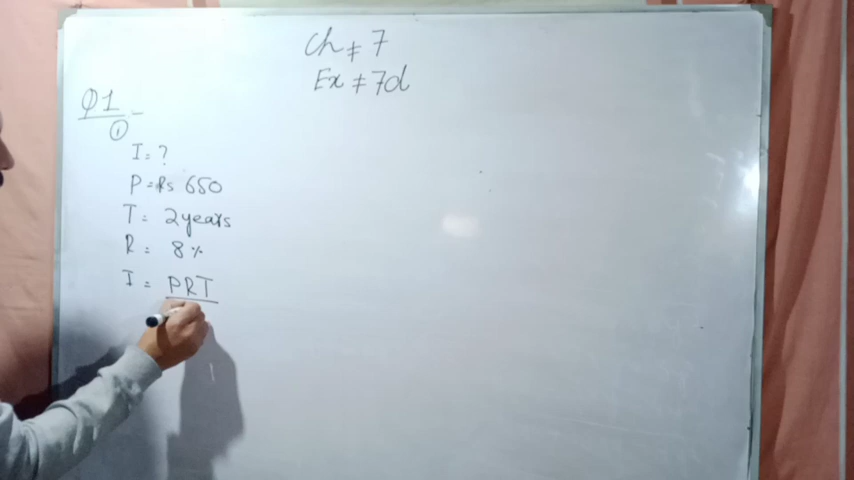 Ch # 7
Ex # 7d
Q1
① -
I = ?
P = Rs 650
T = 2 years
R = 8 %
I = PRT